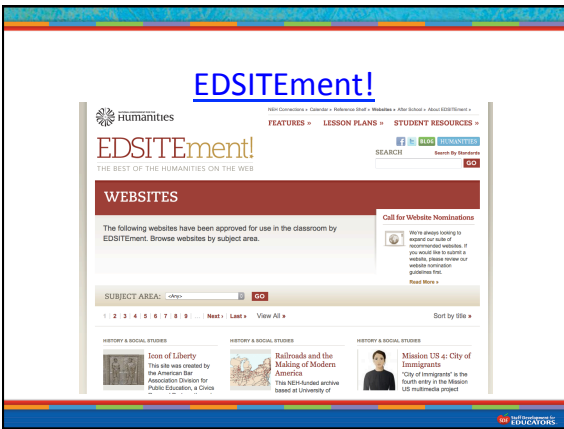 EDSITEment!
NATIONAL ENDOWMENT FOR THE
Humanities
NEH Connections » Calendar » Reference Shelf » Websites » After School » About EDSITEment »
FEATURES » LESSON PLANS » STUDENT RESOURCES »
EDSITEment!
THE BEST OF THE HUMANITIES ON THE WEB
f t BLOG HUMANITIES
SEARCH Search By Standards
GO
WEBSITES
The following websites have been approved for use in the classroom by
EDSITEment. Browse websites by subject area.
Call for Website Nominations
We're always looking to
expand our suite of
recommended websites. If
you would like to submit a
website, please review our
website nomination
guidelines first.
Read More »
SUBJECT AREA: <Any> GO
1 | 2 | 3 | 4 | 5 | 6 | 7 | 8 | 9 | ... | Next › | Last » View All » Sort by title »
HISTORY & SOCIAL STUDIES
Icon of Liberty
This site was created by
the American Bar
Association Division for
Public Education, a Civics
HISTORY & SOCIAL STUDIES
Railroads and the
Making of Modern
America
This NEH-funded archive
based at University of
HISTORY & SOCIAL STUDIES
Mission US 4: City of
Immigrants
"City of Immigrants" is the
fourth entry in the Mission
US multimedia project
SDE Staff Development for
EDUCATORS